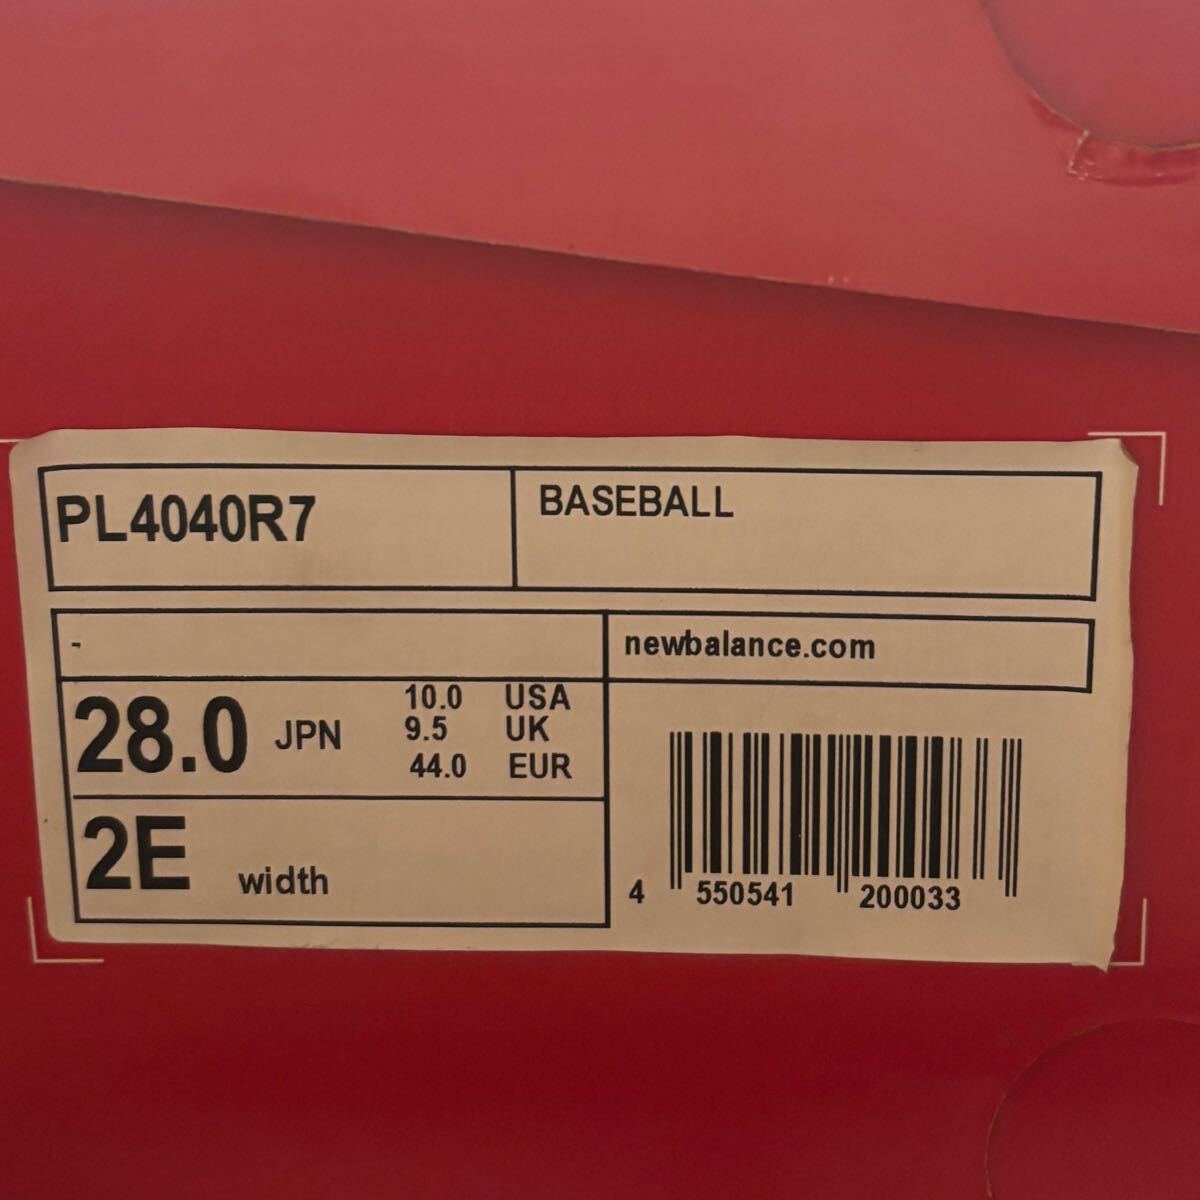 PL4040R7
BASEBALL
-
newbalance.com
28.0 JPN
10.0 USA
9.5 UK
44.0 EUR
2E width
4 550541 200033